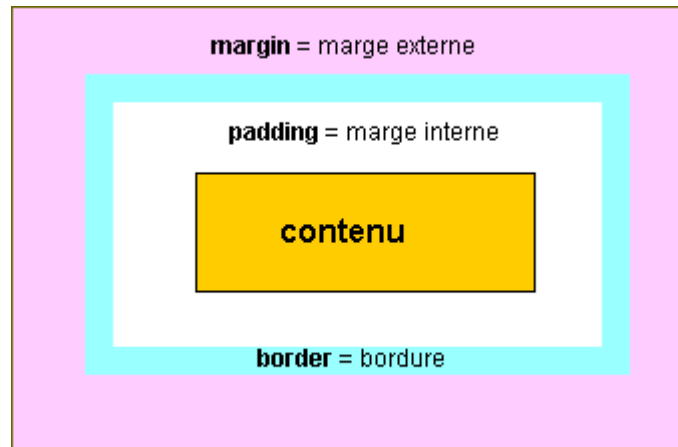 margin = marge externe
padding = marge interne
contenu
border = bordure